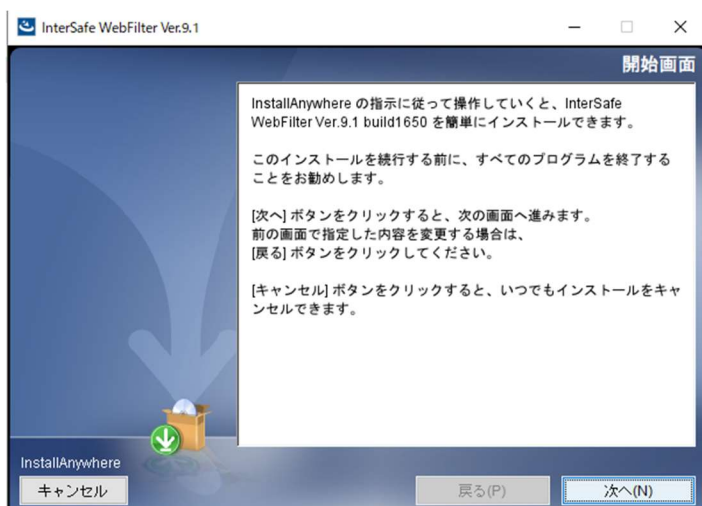 InterSafe WebFilter Ver.9.1
開始画面
InstallAnywhere の指示に従って操作していくと、InterSafe
WebFilter Ver.9.1 build1650 を簡単にインストールできます。
このインストールを続行する前に、すべてのプログラムを終了する
ことをお勧めします。
[次へ] ボタンをクリックすると、次の画面へ進みます。
前の画面で指定した内容を変更する場合は、
[戻る] ボタンをクリックしてください。
[キャンセル] ボタンをクリックすると、いつでもインストールをキャ
ンセルできます。
InstallAnywhere
キャンセル
戻る(P)
次へ(N)